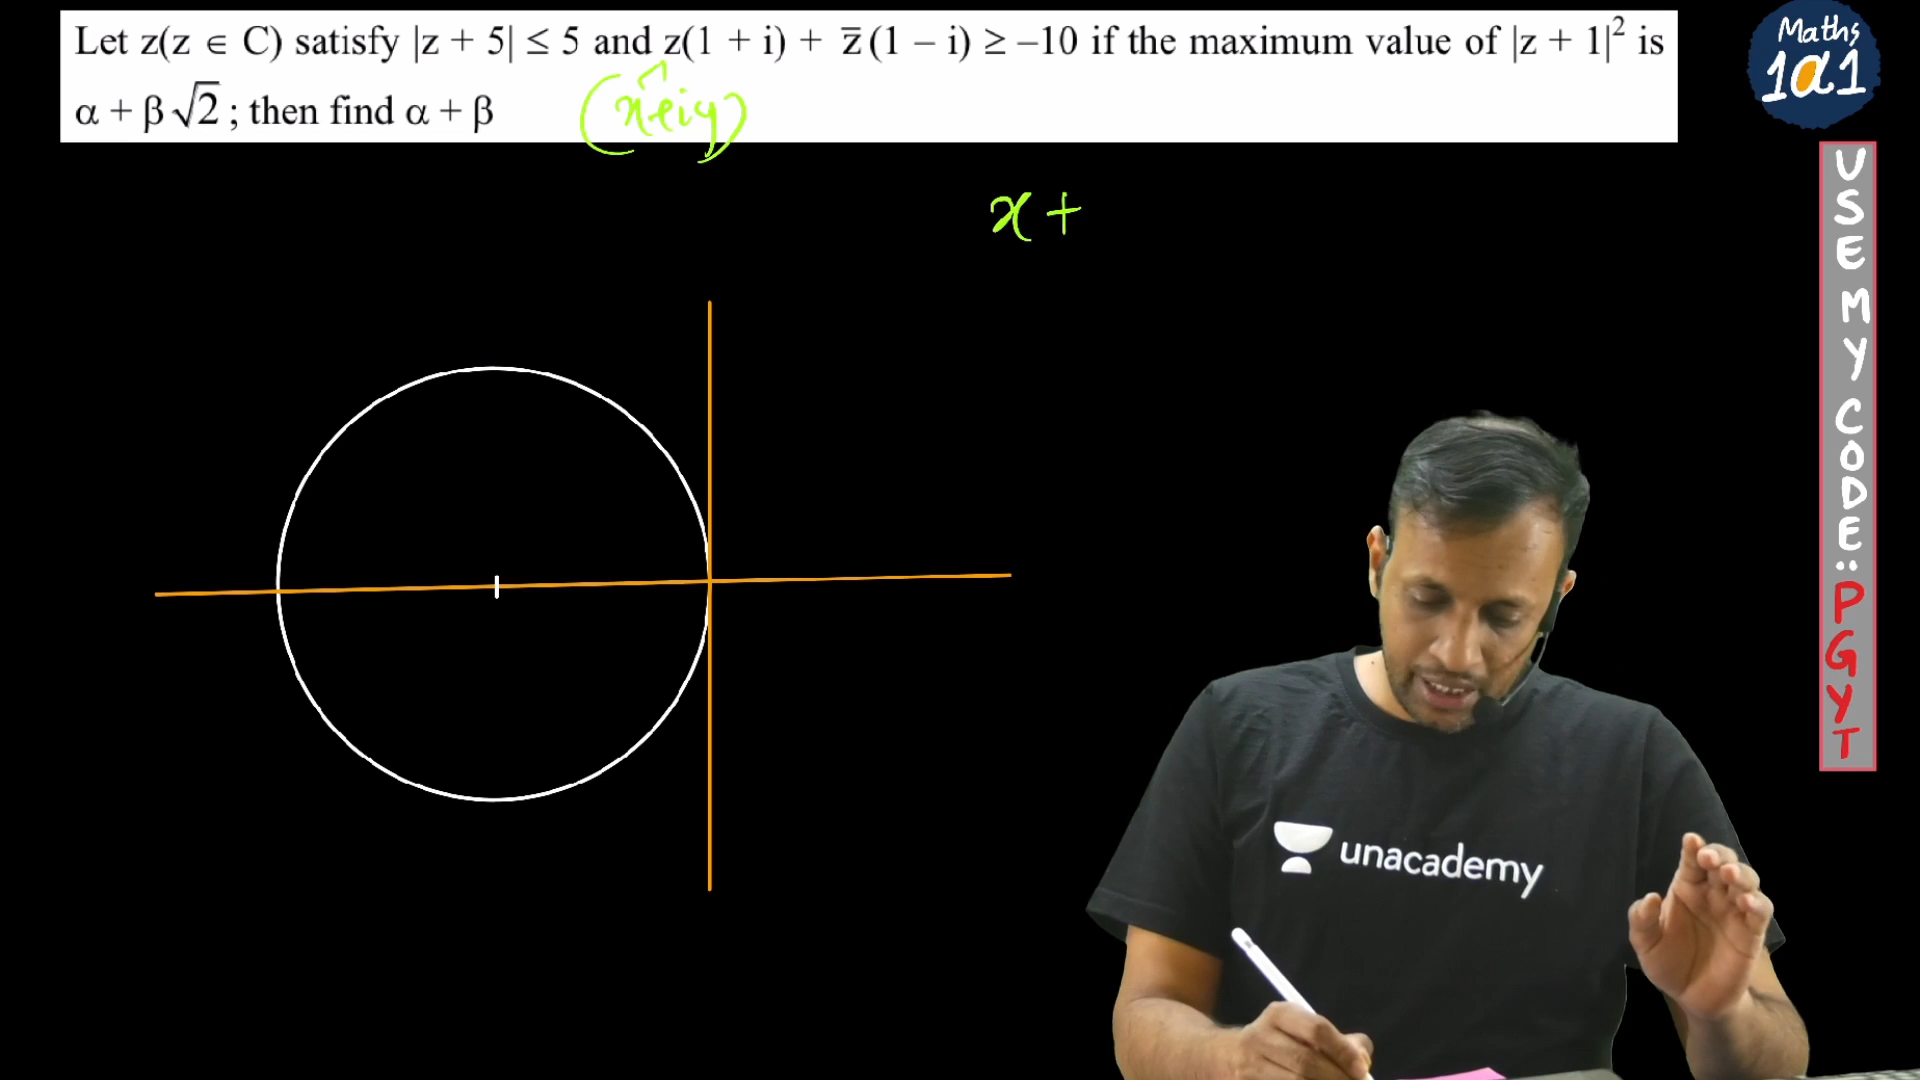 Let z(z ∈ C) satisfy |z + 5| ≤ 5 and z(1 + i) + z̅(1 – i) ≥ –10 if the maximum value of |z + 1|² is
α + β√2 ; then find α + β
(x+iy)
x +
Maths
1a1
USE MY CODE:: PGYT
unacademy